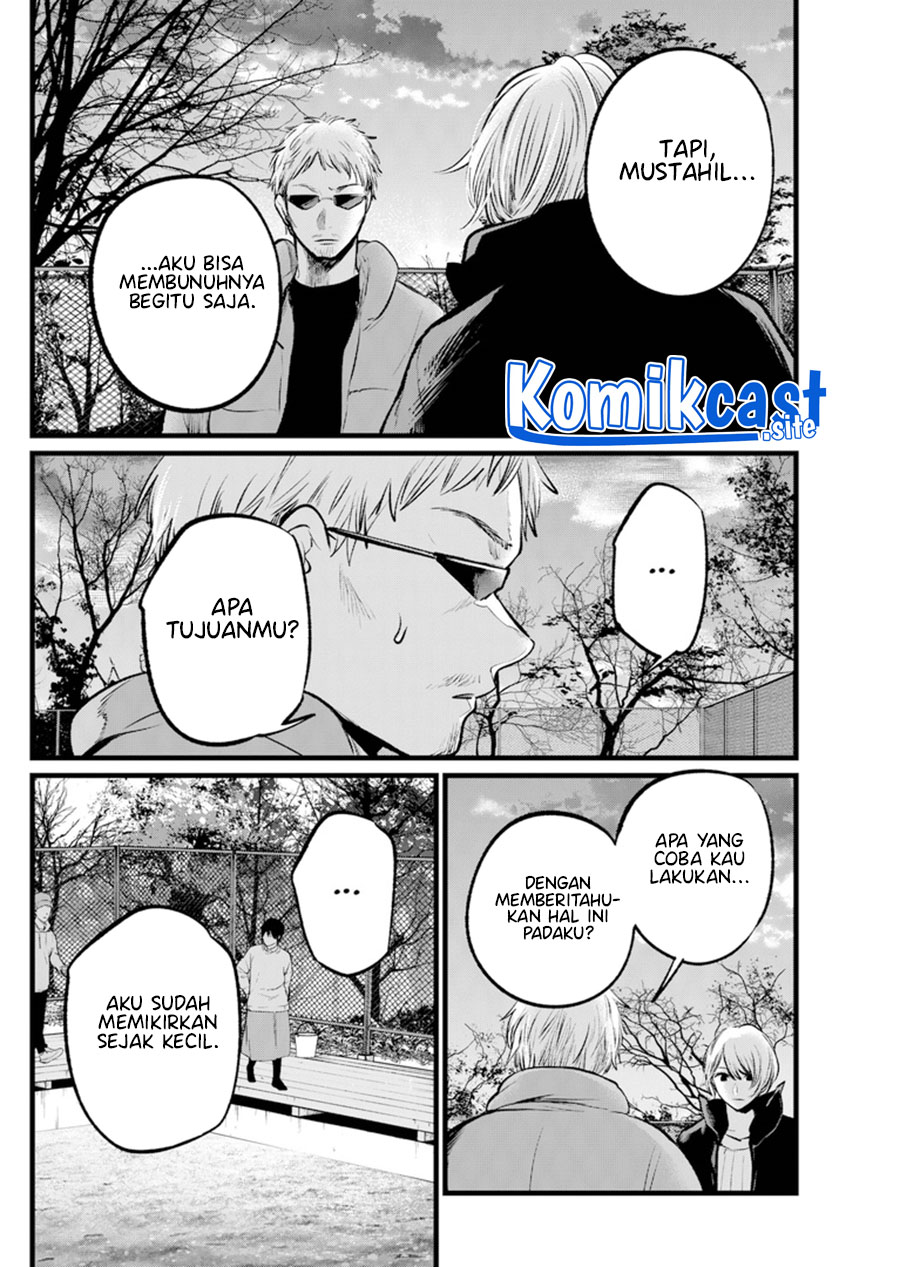 TAPI,
MUSTAHIL...
...AKU BISA
MEMBUNUHNYA
BEGITU SAJA.
Komikcast
.site
...
APA
TUJUANMU?
APA YANG
COBA KAU
LAKUKAN...
DENGAN
MEMBERITAHU-
KAN HAL INI
PADAKU?
...
AKU SUDAH
MEMIKIRKAN
SEJAK KECIL.